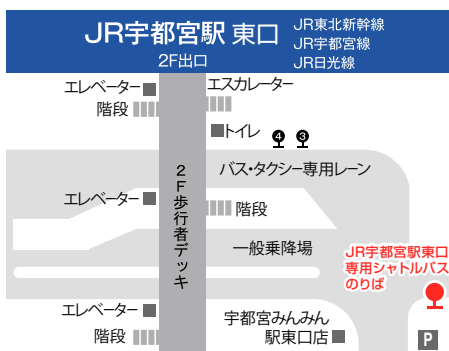 JR宇都宮駅 東口
JR東北新幹線
JR宇都宮線
JR日光線
2F出口
エレベーター
エスカレーター
階段
トイレ
4 3
バス・タクシー専用レーン
2F歩行者デッキ
エレベーター
階段
一般乗降場
JR宇都宮駅東口
専用シャトルバス
のりば
エレベーター
宇都宮みんみん
駅東口店
階段
P